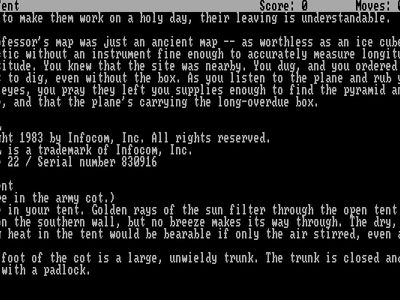 ent Score: 0 Moves:
to make them work on a holy day, their leaving is understandable.
ofessor's map was just an ancient map -- as worthless as an ice cube
ctic without an instrument fine enough to accurately measure longitu
titude. You knew that the site was nearby. You dug, and you ordered
to dig, even without the box. As you listen to the plane and rub y
eyes, you pray they left you supplies enough to find the pyramid an
, and that the plane's carrying the long-overdue box.
ght 1983 by Infocom, Inc. All rights reserved.
is a trademark of Infocom, Inc.
22 / Serial number 830916
ent
re in the army cot.)
e in your tent. Golden rays of the sun filter through the open tent
on the southern wall, but no breeze makes its way through. The dry,
g heat in the tent would be bearable if only the air stirred, even a
foot of the cot is a large, unwieldy trunk. The trunk is closed and
with a padlock.